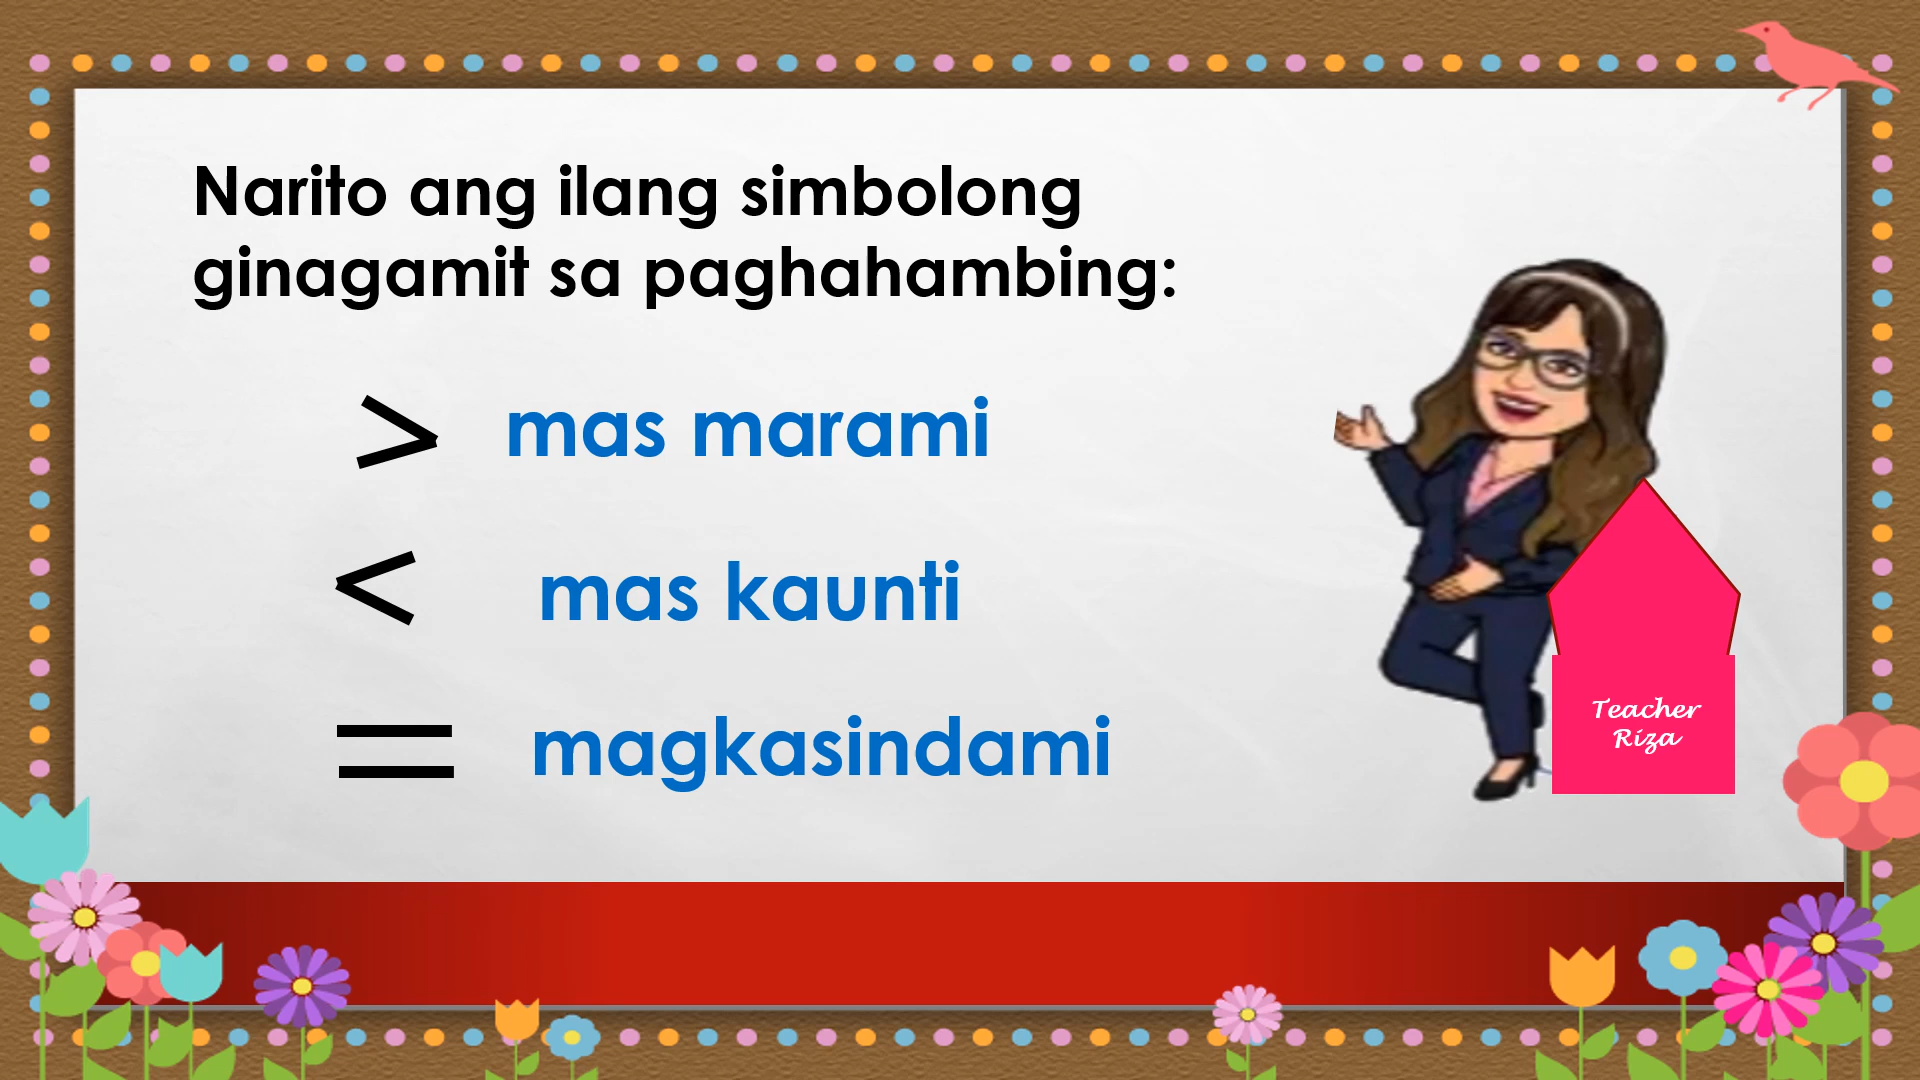 Narito ang ilang simbolong
ginagamit sa paghahambing:
> mas marami
< mas kaunti
= magkasindami
Teacher
Riza